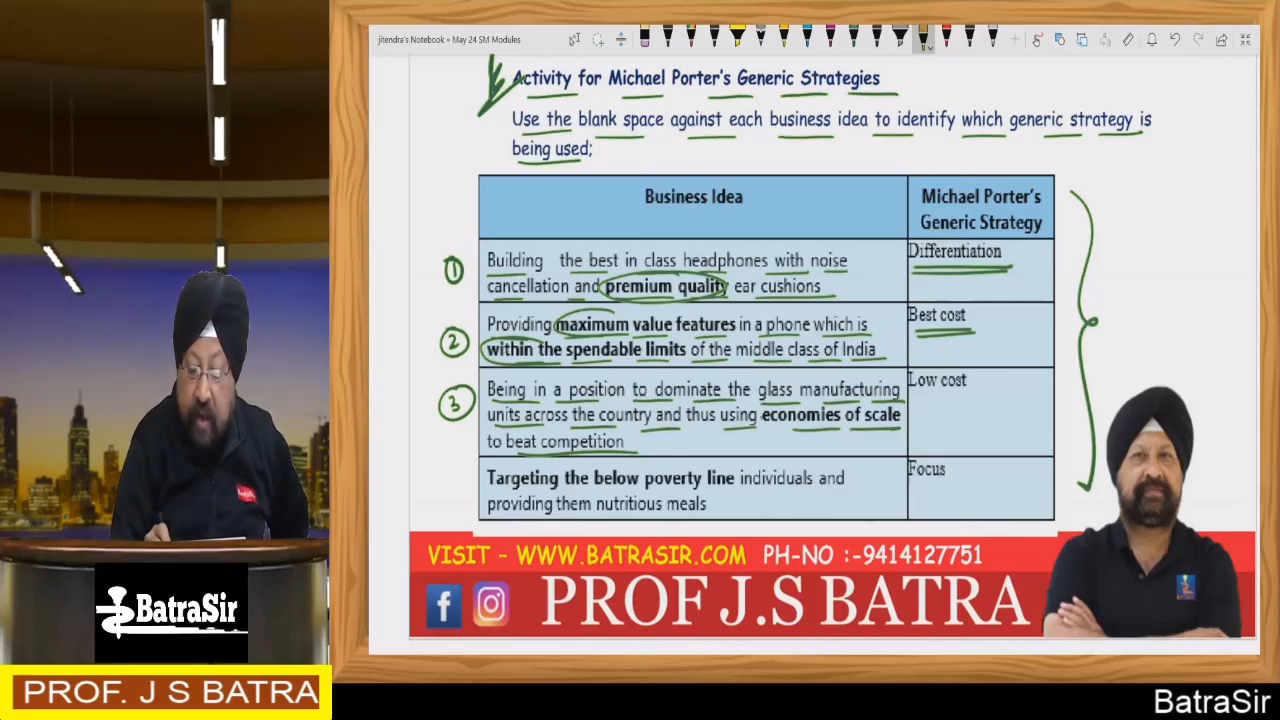 jitendra's Notebook » May 24 SM Modules
Activity for Michael Porter's Generic Strategies
Use the blank space against each business idea to identify which generic strategy is
being used;
Business Idea
Michael Porter's
Generic Strategy
① Building the best in class headphones with noise
cancellation and premium quality ear cushions
Differentiation
② Providing maximum value features in a phone which is
within the spendable limits of the middle class of India
Best cost
③ Being in a position to dominate the glass manufacturing
units across the country and thus using economies of scale
to beat competition
Low cost
Targeting the below poverty line individuals and
providing them nutritious meals
Focus
VISIT - WWW.BATRASIR.COM PH-NO :-9414127751
PROF J.S BATRA
BatraSir
PROF. J S BATRA
BatraSir